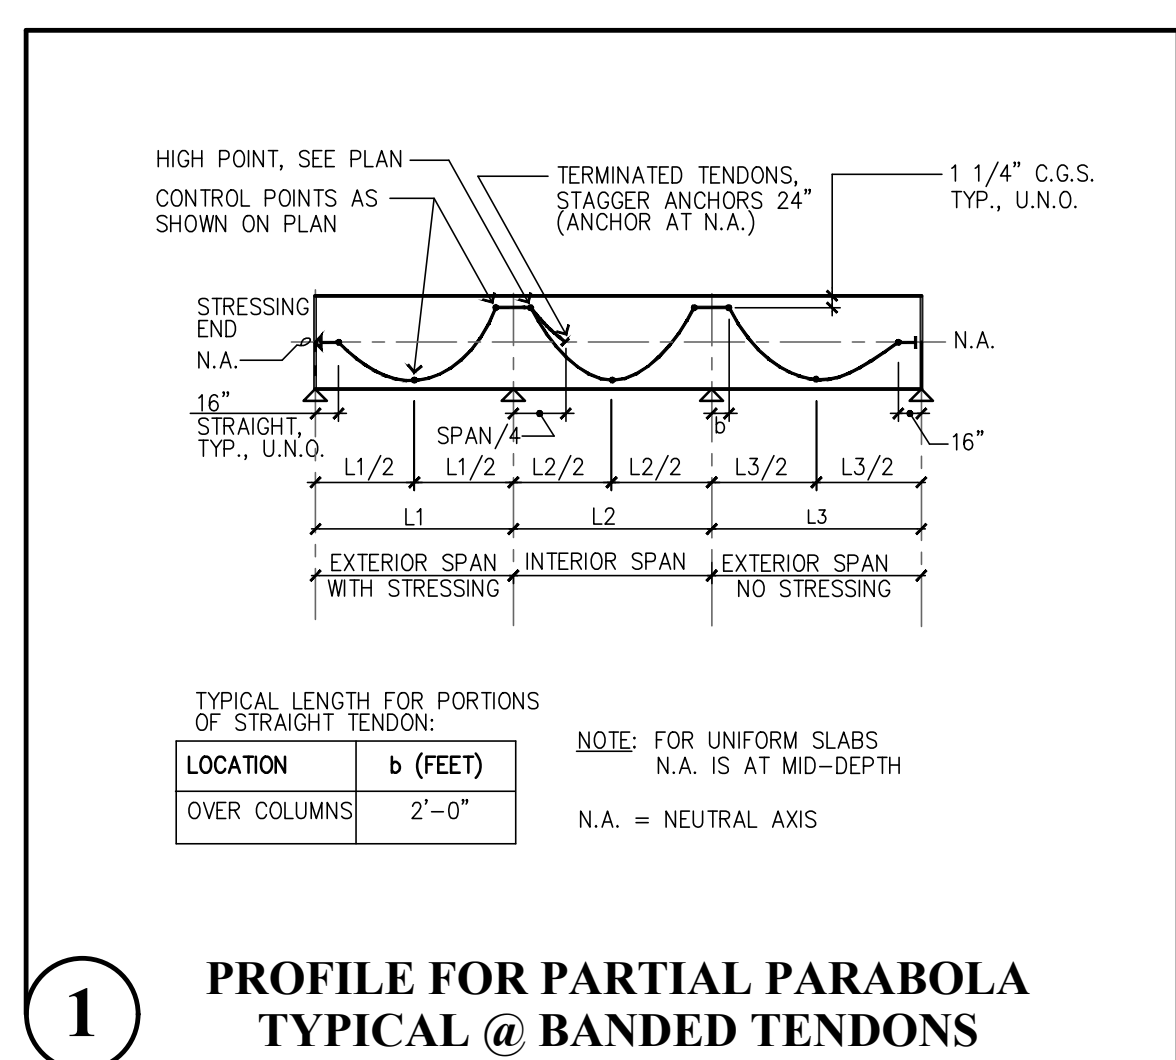 HIGH POINT, SEE PLAN
CONTROL POINTS AS
SHOWN ON PLAN
TERMINATED TENDONS,
STAGGER ANCHORS 24"
(ANCHOR AT N.A.)
1 1/4" C.G.S.
TYP., U.N.O.
STRESSING
END
N.A.
N.A.
16"
STRAIGHT,
TYP., U.N.O.
SPAN/4
b
16"
L1/2 L1/2 L2/2 L2/2 L3/2 L3/2
L1 L2 L3
EXTERIOR SPAN
WITH STRESSING
INTERIOR SPAN
EXTERIOR SPAN
NO STRESSING
TYPICAL LENGTH FOR PORTIONS
OF STRAIGHT TENDON:
LOCATION b (FEET)
OVER COLUMNS 2'-0"
NOTE: FOR UNIFORM SLABS
N.A. IS AT MID-DEPTH
N.A. = NEUTRAL AXIS
1
PROFILE FOR PARTIAL PARABOLA
TYPICAL @ BANDED TENDONS